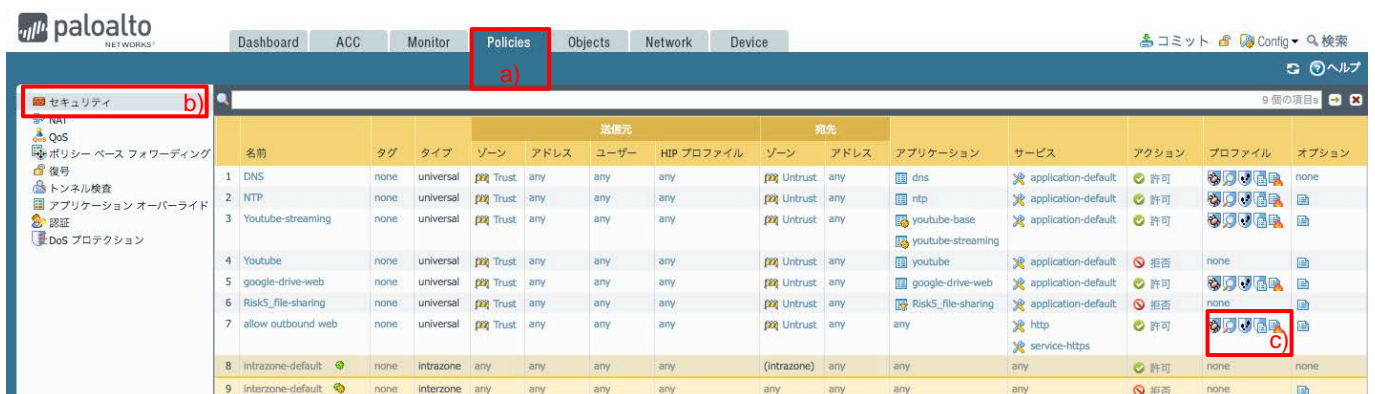 paloalto
NETWORKS
Dashboard ACC Monitor Policies Objects Network Device コミット Config 検索
a) ヘルプ
セキュリティ b) 9 個の項目s
NAT
QoS
ポリシー ベース フォワーディング
復号
トンネル検査
アプリケーション オーバーライド
認証
DoS プロテクション
送信元 宛先
名前 タグ タイプ ゾーン アドレス ユーザー HIP プロファイル ゾーン アドレス アプリケーション サービス アクション プロファイル オプション
1 DNS none universal Trust any any any Untrust any dns application-default 許可 none
2 NTP none universal Trust any any any Untrust any ntp application-default 許可
3 Youtube-streaming none universal Trust any any any Untrust any youtube-base application-default 許可
youtube-streaming
4 Youtube none universal Trust any any any Untrust any youtube application-default 拒否 none
5 google-drive-web none universal Trust any any any Untrust any google-drive-web application-default 許可
6 Risk5_file-sharing none universal Trust any any any Untrust any Risk5_file-sharing application-default 拒否 none
7 allow outbound web none universal Trust any any any Untrust any any http 許可
service-https c)
8 intrazone-default none intrazone any any any any (intrazone) any any any 許可 none none
9 interzone-default none interzone any any any any any any any any 拒否 none